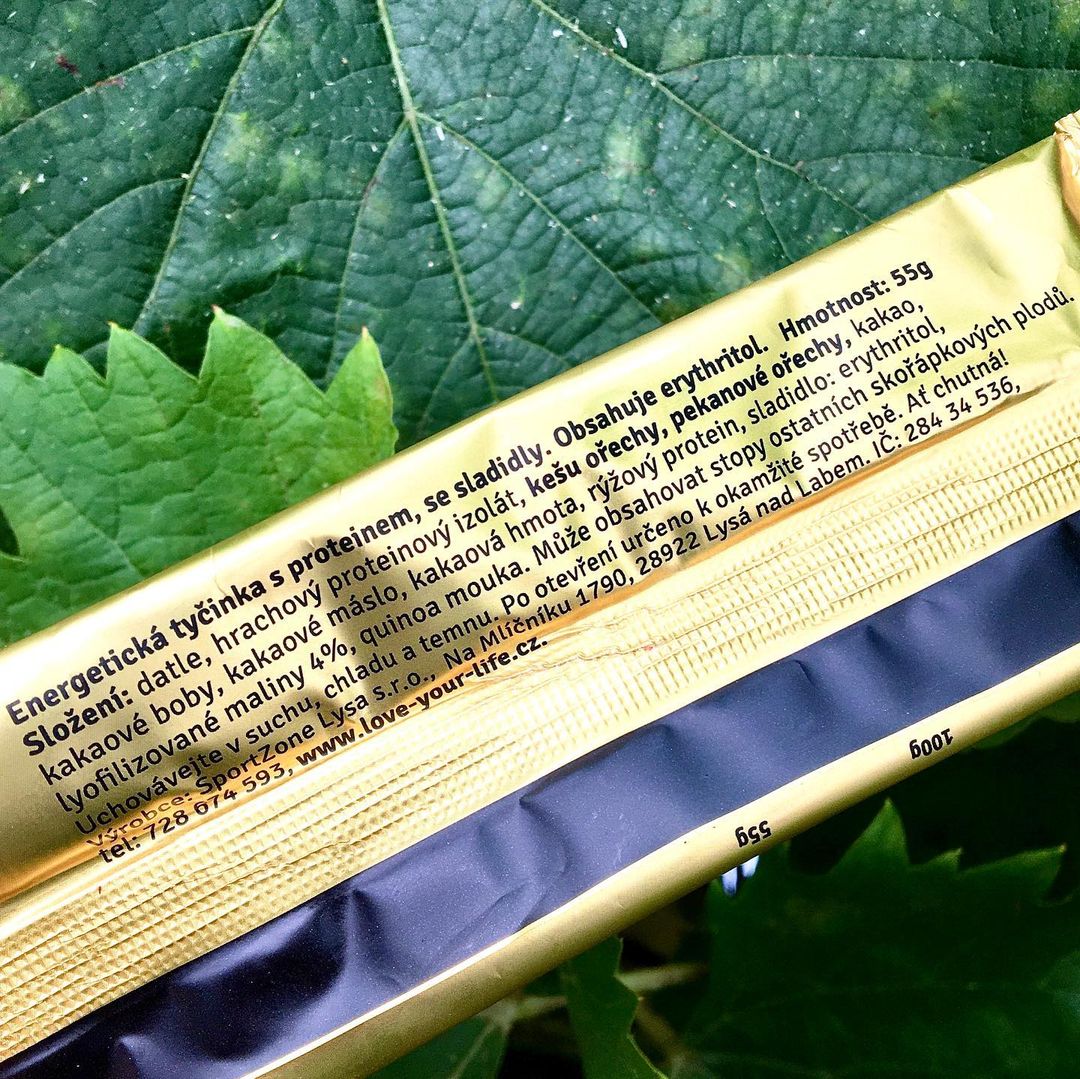 Energetická tyčinka s proteinem, se sladidly. Obsahuje erythritol. Hmotnost: 55g
Složení: datle, hrachový proteinový izolát, kešu ořechy, pekanové ořechy, kakao,
kakaové boby, kakaové máslo, kakaová hmota, rýžový protein, sladidlo: erythritol,
lyofilizované maliny 4%, quinoa mouka. Může obsahovat stopy ostatních skořápkových plodů.
Uchovávejte v suchu, chladu a temnu. Po otevření určeno k okamžité spotřebě. Ať chutná!
Výrobce: SportZone Lysa s.r.o., Na Mlíčníku 1790, 28922 Lysá nad Labem. IČ: 284 34 536,
tel: 728 674 593, www.love-your-life.cz.
100g
55g